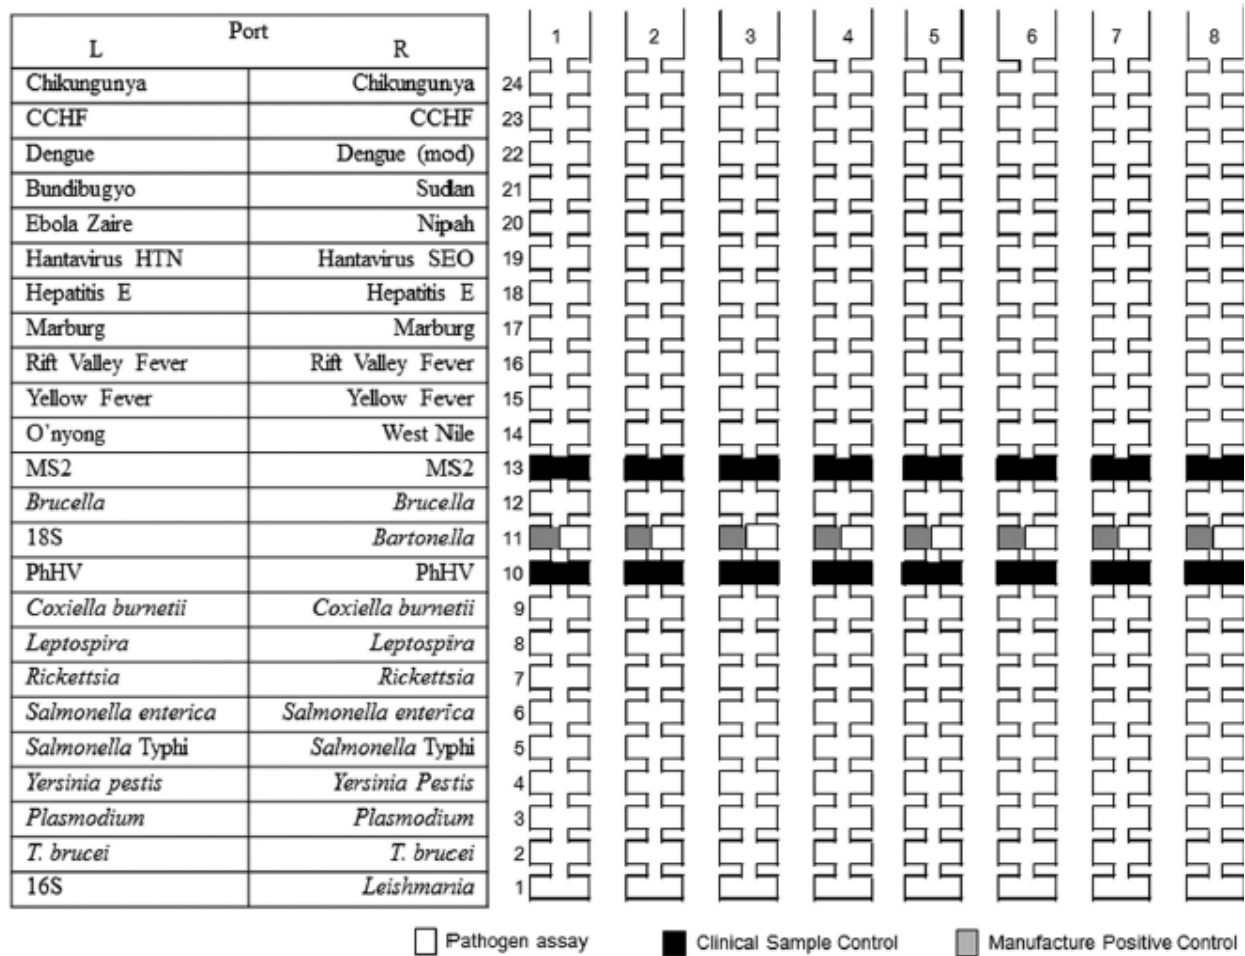 Port
L R
1 2 3 4 5 6 7 8
Chikungunya Chikungunya 24
CCHF CCHF 23
Dengue Dengue (mod) 22
Bundibugyo Sudan 21
Ebola Zaire Nipah 20
Hantavirus HTN Hantavirus SEO 19
Hepatitis E Hepatitis E 18
Marburg Marburg 17
Rift Valley Fever Rift Valley Fever 16
Yellow Fever Yellow Fever 15
O'nyong West Nile 14
MS2 MS2 13
Brucella Brucella 12
18S Bartonella 11
PhHV PhHV 10
Coxiella burnetii Coxiella burnetii 9
Leptospira Leptospira 8
Rickettsia Rickettsia 7
Salmonella enterica Salmonella enterica 6
Salmonella Typhi Salmonella Typhi 5
Yersinia pestis Yersinia Pestis 4
Plasmodium Plasmodium 3
T. brucei T. brucei 2
16S Leishmania 1
Pathogen assay Clinical Sample Control Manufacture Positive Control